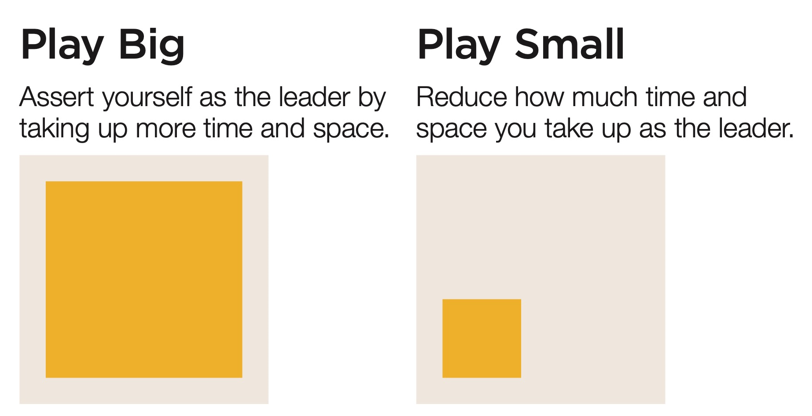 Play Big
Assert yourself as the leader by
taking up more time and space.
Play Small
Reduce how much time and
space you take up as the leader.